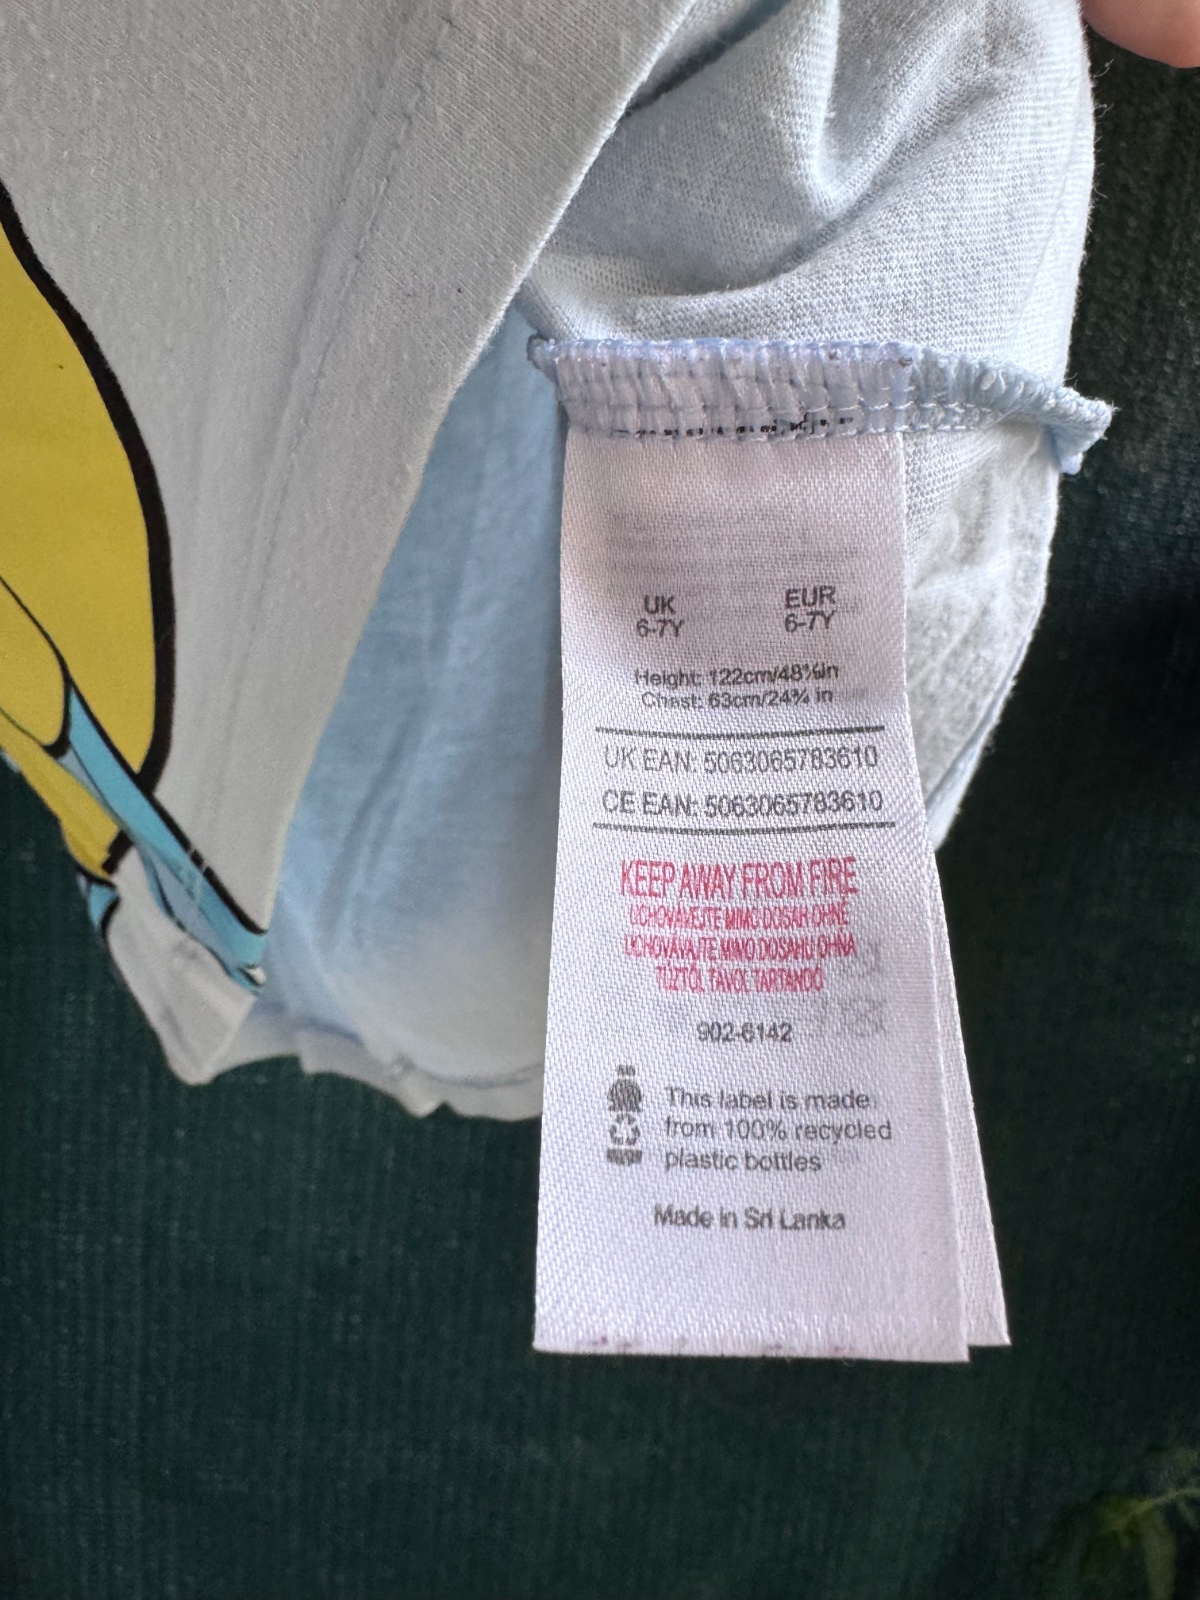 UK EUR
6-7Y 6-7Y
Height: 122cm/48⅛in
Chest: 63cm/24¾ in
UK EAN: 5063065783610
CE EAN: 5063065783610
KEEP AWAY FROM FIRE
UCHOVÁVEJTE MIMO DOSAH OHNĚ
UCHOVÁVAJTE MIMO DOSAHU OHŇA
TŰZTŐL TÁVOL TARTANDÓ
902-6142
This label is made
from 100% recycled
plastic bottles
Made in Sri Lanka